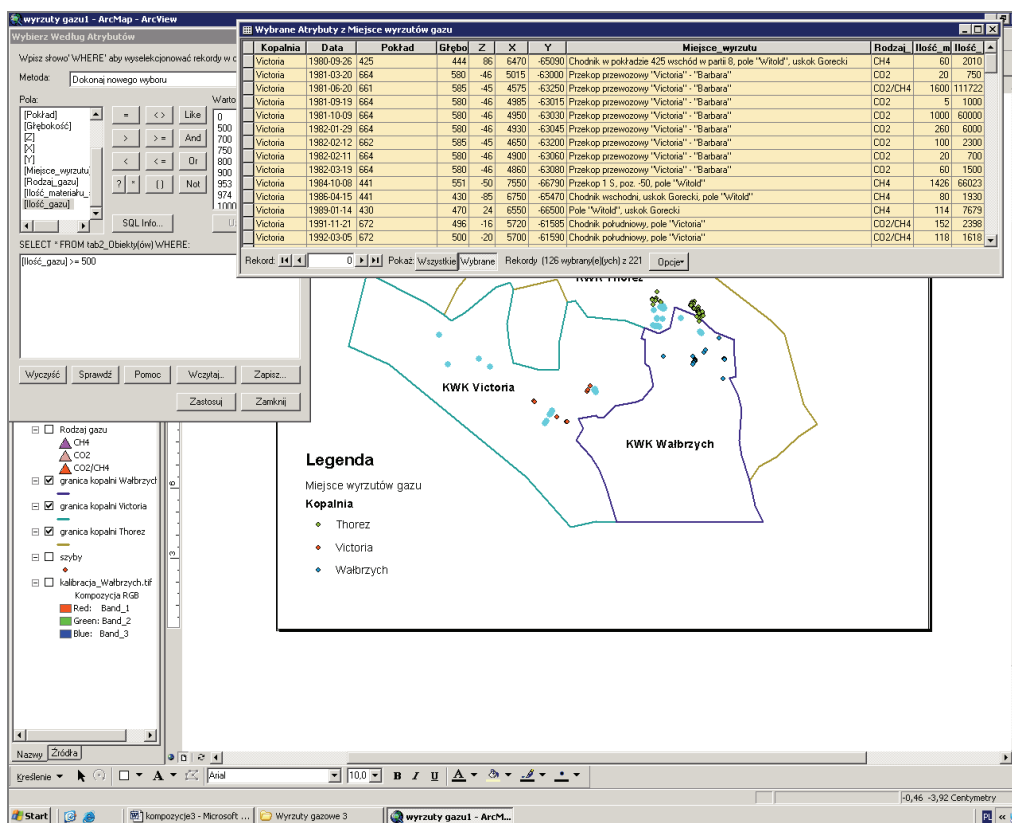 wyrzuty gazu1 - ArcMap - ArcView
Wybierz Według Atrybutów
Wpisz słowo' WHERE' aby wyselekcjonować rekordy w
Metoda: Dokonaj nowego wyboru
Pola:
[Pokład]
[Głębokość]
[Z]
[X]
[Y]
[Miejsce_wyrzutu]
[Rodzaj_gazu]
[Ilość_materiału_
[Ilość_gazu]
= <> Like
> >= And
< <= Or
? * () Not
Warto
0
500
700
750
800
900
953
974
1000
SQL Info...
SELECT * FROM tab2_Obiekty(ów) WHERE:
[Ilość_gazu] >= 500
Wyczyść Sprawdź Pomoc Wczytaj... Zapisz...
Zastosuj Zamknij
Wybrane Atrybuty z Miejsce wyrzutów gazu
Kopalnia Data Pokład Głębo Z X Y Miejsce_wyrzutu Rodzaj_ Ilość_m Ilość_
Victoria 1980-09-26 425 444 86 6470 -65090 Chodnik w pokładzie 425 wschód w partii 8, pole "Witold", uskok Gorecki CH4 60 2010
Victoria 1981-03-20 664 580 -46 5015 -63000 Przekop przewozowy "Victoria" - "Barbara" CO2 20 750
Victoria 1981-06-20 661 585 -45 4575 -63250 Przekop przewozowy "Victoria" - "Barbara" CO2/CH4 1600 111722
Victoria 1981-09-19 664 580 -46 4985 -63015 Przekop przewozowy "Victoria" - "Barbara" CO2 5 1000
Victoria 1981-10-09 664 580 -46 4950 -63030 Przekop przewozowy "Victoria" - "Barbara" CO2 1000 60000
Victoria 1982-01-29 664 580 -46 4930 -63045 Przekop przewozowy "Victoria" - "Barbara" CO2 260 6000
Victoria 1982-02-12 662 585 -45 4650 -63200 Przekop przewozowy "Victoria" - "Barbara" CO2 100 2300
Victoria 1982-02-11 664 580 -46 4900 -63060 Przekop przewozowy "Victoria" - "Barbara" CO2 20 700
Victoria 1982-03-19 664 580 -46 4860 -63080 Przekop przewozowy "Victoria" - "Barbara" CO2 60 1500
Victoria 1984-10-08 441 551 -50 7550 -66790 Przekop 1 S, poz. -50, pole "Witold" CH4 1426 66023
Victoria 1986-04-15 441 430 -85 6750 -65470 Chodnik wschodni, uskok Gorecki, pole "Witold" CH4 80 1930
Victoria 1989-01-14 430 470 24 6550 -66500 Pole "Witold", uskok Gorecki CH4 114 7679
Victoria 1991-11-21 672 496 -16 5720 -61585 Chodnik południowy, pole "Victoria" CO2/CH4 152 2398
Victoria 1992-03-05 672 500 -20 5700 -61590 Chodnik południowy, pole "Victoria" CO2/CH4 118 1618
Rekord: 0 Pokaż: Wszystkie Wybrane Rekordy (126 wybrany(e)(ych) z 221 Opcje
KWK Thorez
KWK Victoria
KWK Wałbrzych
Legenda
Miejsce wyrzutów gazu
Kopalnia
Thorez
Victoria
Wałbrzych
Rodzaj gazu
CH4
CO2
CO2/CH4
granica kopalni Wałbrzych
granica kopalni Victoria
granica kopalni Thorez
szyby
kalibracja_Wałbrzych.tif
Kompozycja RGB
Red: Band_1
Green: Band_2
Blue: Band_3
Nazwy Źródła
Kreślenie A Arial 10,0 B I U A
-0,46 -3,92 Centymetry
Start kompozycje3 - Microsoft ... Wyrzuty gazowe 3 wyrzuty gazu1 - ArcM... PL